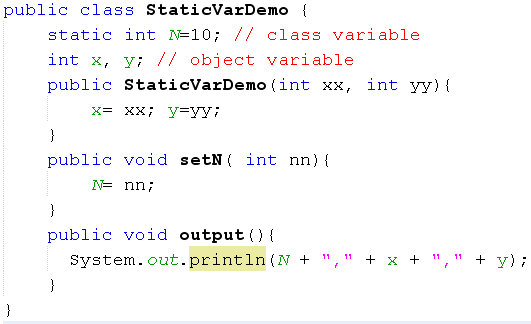 public class StaticVarDemo {
    static int N=10; // class variable
    int x, y; // object variable
    public StaticVarDemo(int xx, int yy){
        x= xx; y=yy;
    }
    public void setN( int nn){
        N= nn;
    }
    public void output(){
      System.out.println(N + "," + x + "," + y);
    }
}